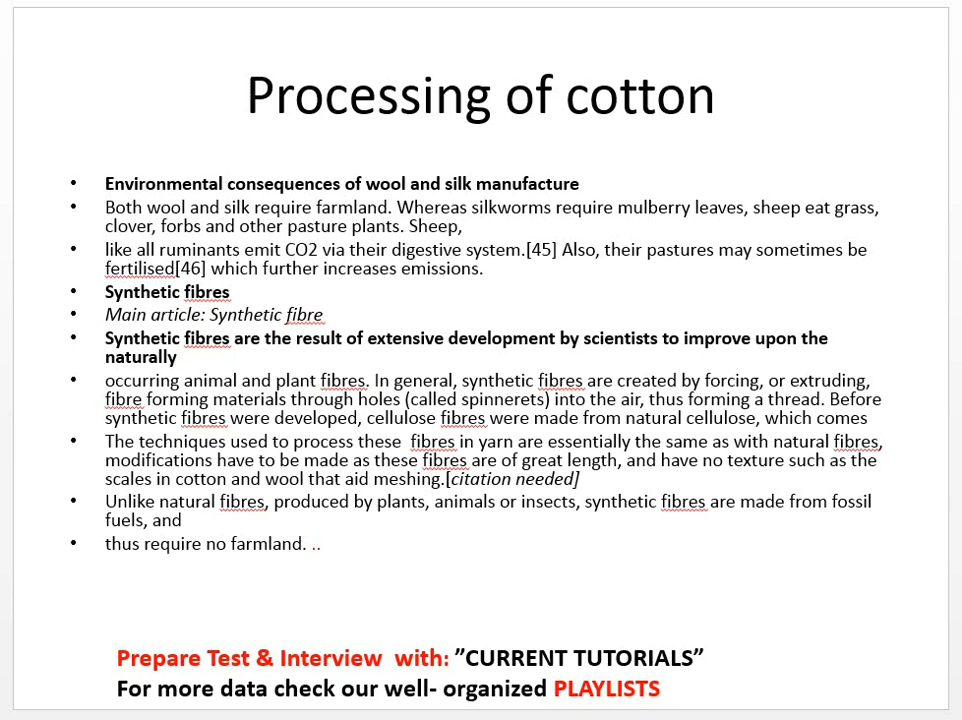 Processing of cotton
• Environmental consequences of wool and silk manufacture
• Both wool and silk require farmland. Whereas silkworms require mulberry leaves, sheep eat grass,
clover, forbs and other pasture plants. Sheep,
• like all ruminants emit CO2 via their digestive system.[45] Also, their pastures may sometimes be
fertilised[46] which further increases emissions.
• Synthetic fibres
• Main article: Synthetic fibre
• Synthetic fibres are the result of extensive development by scientists to improve upon the
naturally
• occurring animal and plant fibres. In general, synthetic fibres are created by forcing, or extruding,
fibre forming materials through holes (called spinnerets) into the air, thus forming a thread. Before
synthetic fibres were developed, cellulose fibres were made from natural cellulose, which comes
• The techniques used to process these  fibres in yarn are essentially the same as with natural fibres,
modifications have to be made as these fibres are of great length, and have no texture such as the
scales in cotton and wool that aid meshing.[citation needed]
• Unlike natural fibres, produced by plants, animals or insects, synthetic fibres are made from fossil
fuels, and
• thus require no farmland. ..
Prepare Test & Interview  with: ”CURRENT TUTORIALS”
For more data check our well- organized PLAYLISTS